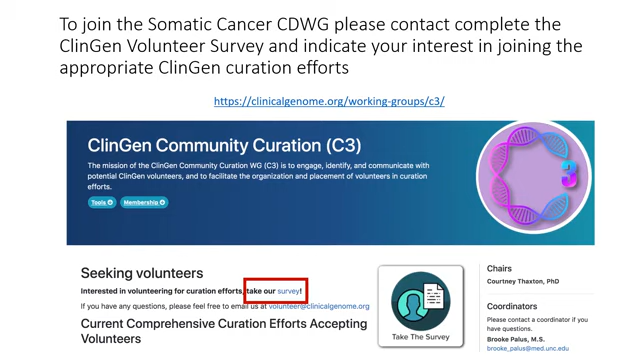 To join the Somatic Cancer CDWG please contact complete the
ClinGen Volunteer Survey and indicate your interest in joining the
appropriate ClinGen curation efforts
https://clinicalgenome.org/working-groups/c3/
ClinGen Community Curation (C3)
The mission of the ClinGen Community Curation WG (C3) is to engage, identify, and communicate with
potential ClinGen volunteers, and to facilitate the organization and placement of volunteers in curation
efforts.
Tools
Membership
3
Seeking volunteers
Interested in volunteering for curation efforts, take our survey!
If you have any questions, please feel free to email us at volunteer@clinicalgenome.org
Current Comprehensive Curation Efforts Accepting
Volunteers
Take The Survey
Chairs
Courtney Thaxton, PhD
Coordinators
Please contact a coordinator if you
have questions.
Brooke Palus, M.S.
brooke_palus@med.unc.edu